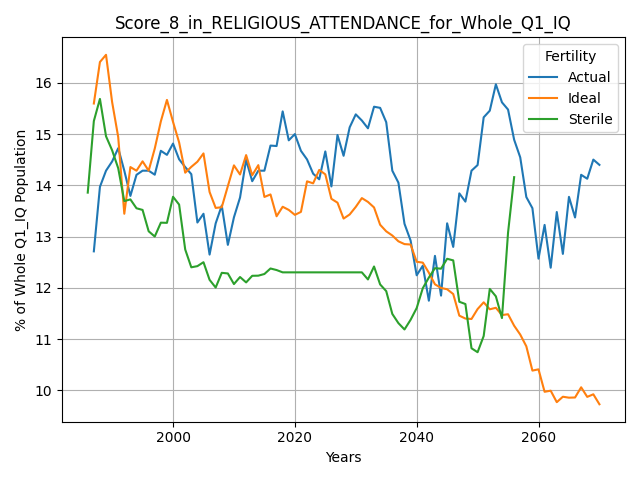 Score_8_in_RELIGIOUS_ATTENDANCE_for_Whole_Q1_IQ
Fertility
Actual
Ideal
Sterile
% of Whole Q1_IQ Population
16
15
14
13
12
11
10
2000
2020
2040
2060
Years